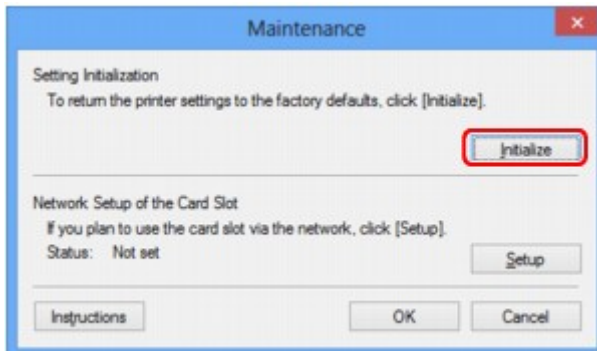 Maintenance
Setting Initialization
To return the printer settings to the factory defaults, click [Initialize].
Initialize
Network Setup of the Card Slot
If you plan to use the card slot via the network, click [Setup].
Status: Not set
Setup
Instructions OK Cancel